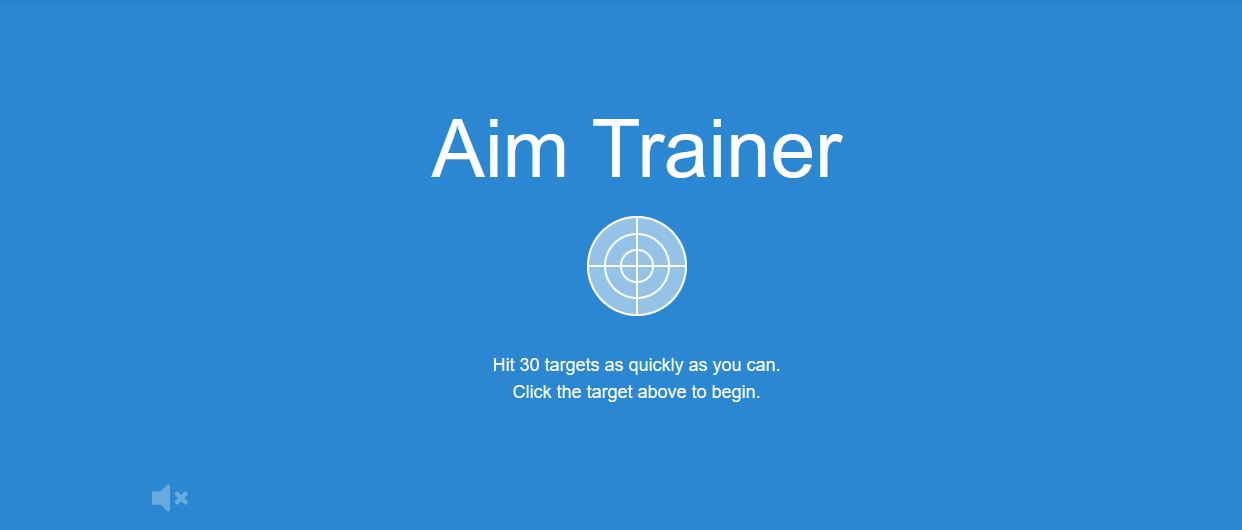 Aim Trainer
Hit 30 targets as quickly as you can.
Click the target above to begin.